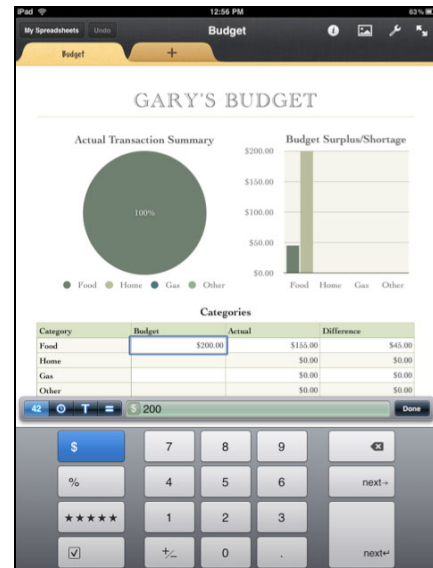 iPad 12:56 PM 63%
My Spreadsheets Undo Budget
Budget +
GARY'S BUDGET
Actual Transaction Summary
100%
Food Home Gas Other
Budget Surplus/Shortage
$200.00
$150.00
$100.00
$50.00
$0.00
Food Home Gas Other
Categories
Category Budget Actual Difference
Food $200.00 $155.00 $45.00
Home $0.00 $0.00
Gas $0.00 $0.00
Other $0.00 $0.00
42 T = $ 200 Done
$ 7 8 9
% 4 5 6 next→
★★★★★ 1 2 3
+/- 0 . next↵